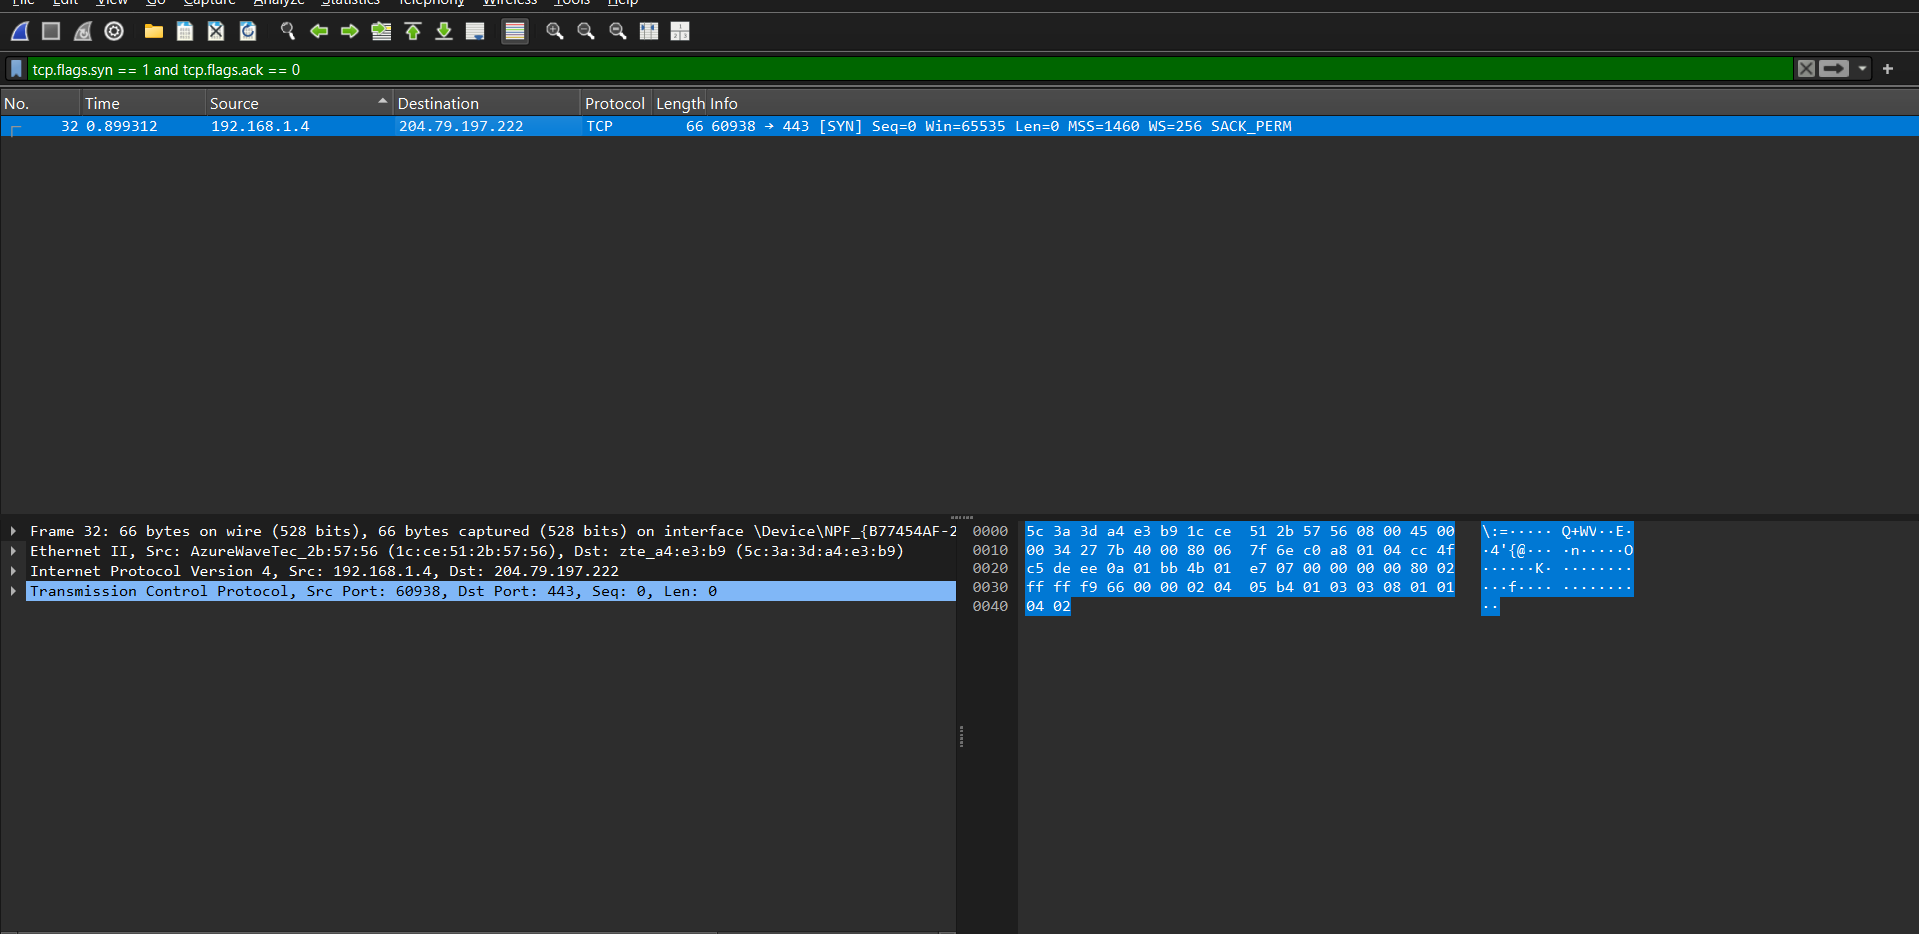 File Edit View Go Capture Analyze Statistics Telephony Wireless Tools Help
tcp.flags.syn == 1 and tcp.flags.ack == 0
No. Time Source Destination Protocol Length Info
32 0.899312 192.168.1.4 204.79.197.222 TCP 66 60938 → 443 [SYN] Seq=0 Win=65535 Len=0 MSS=1460 WS=256 SACK_PERM
Frame 32: 66 bytes on wire (528 bits), 66 bytes captured (528 bits) on interface \Device\NPF_{B77454AF-2
Ethernet II, Src: AzureWaveTec_2b:57:56 (1c:ce:51:2b:57:56), Dst: zte_a4:e3:b9 (5c:3a:3d:a4:e3:b9)
Internet Protocol Version 4, Src: 192.168.1.4, Dst: 204.79.197.222
Transmission Control Protocol, Src Port: 60938, Dst Port: 443, Seq: 0, Len: 0
0000 5c 3a 3d a4 e3 b9 1c ce 51 2b 57 56 08 00 45 00 \:=····· Q+WV··E·
0010 00 34 27 7b 40 00 80 06 7f 6e c0 a8 01 04 cc 4f ·4'{@··· ·n·····O
0020 c5 de ee 0a 01 bb 4b 01 e7 07 00 00 00 00 80 02 ······K· ········
0030 ff ff f9 66 00 00 02 04 05 b4 01 03 03 08 01 01 ···f···· ········
0040 04 02 ··